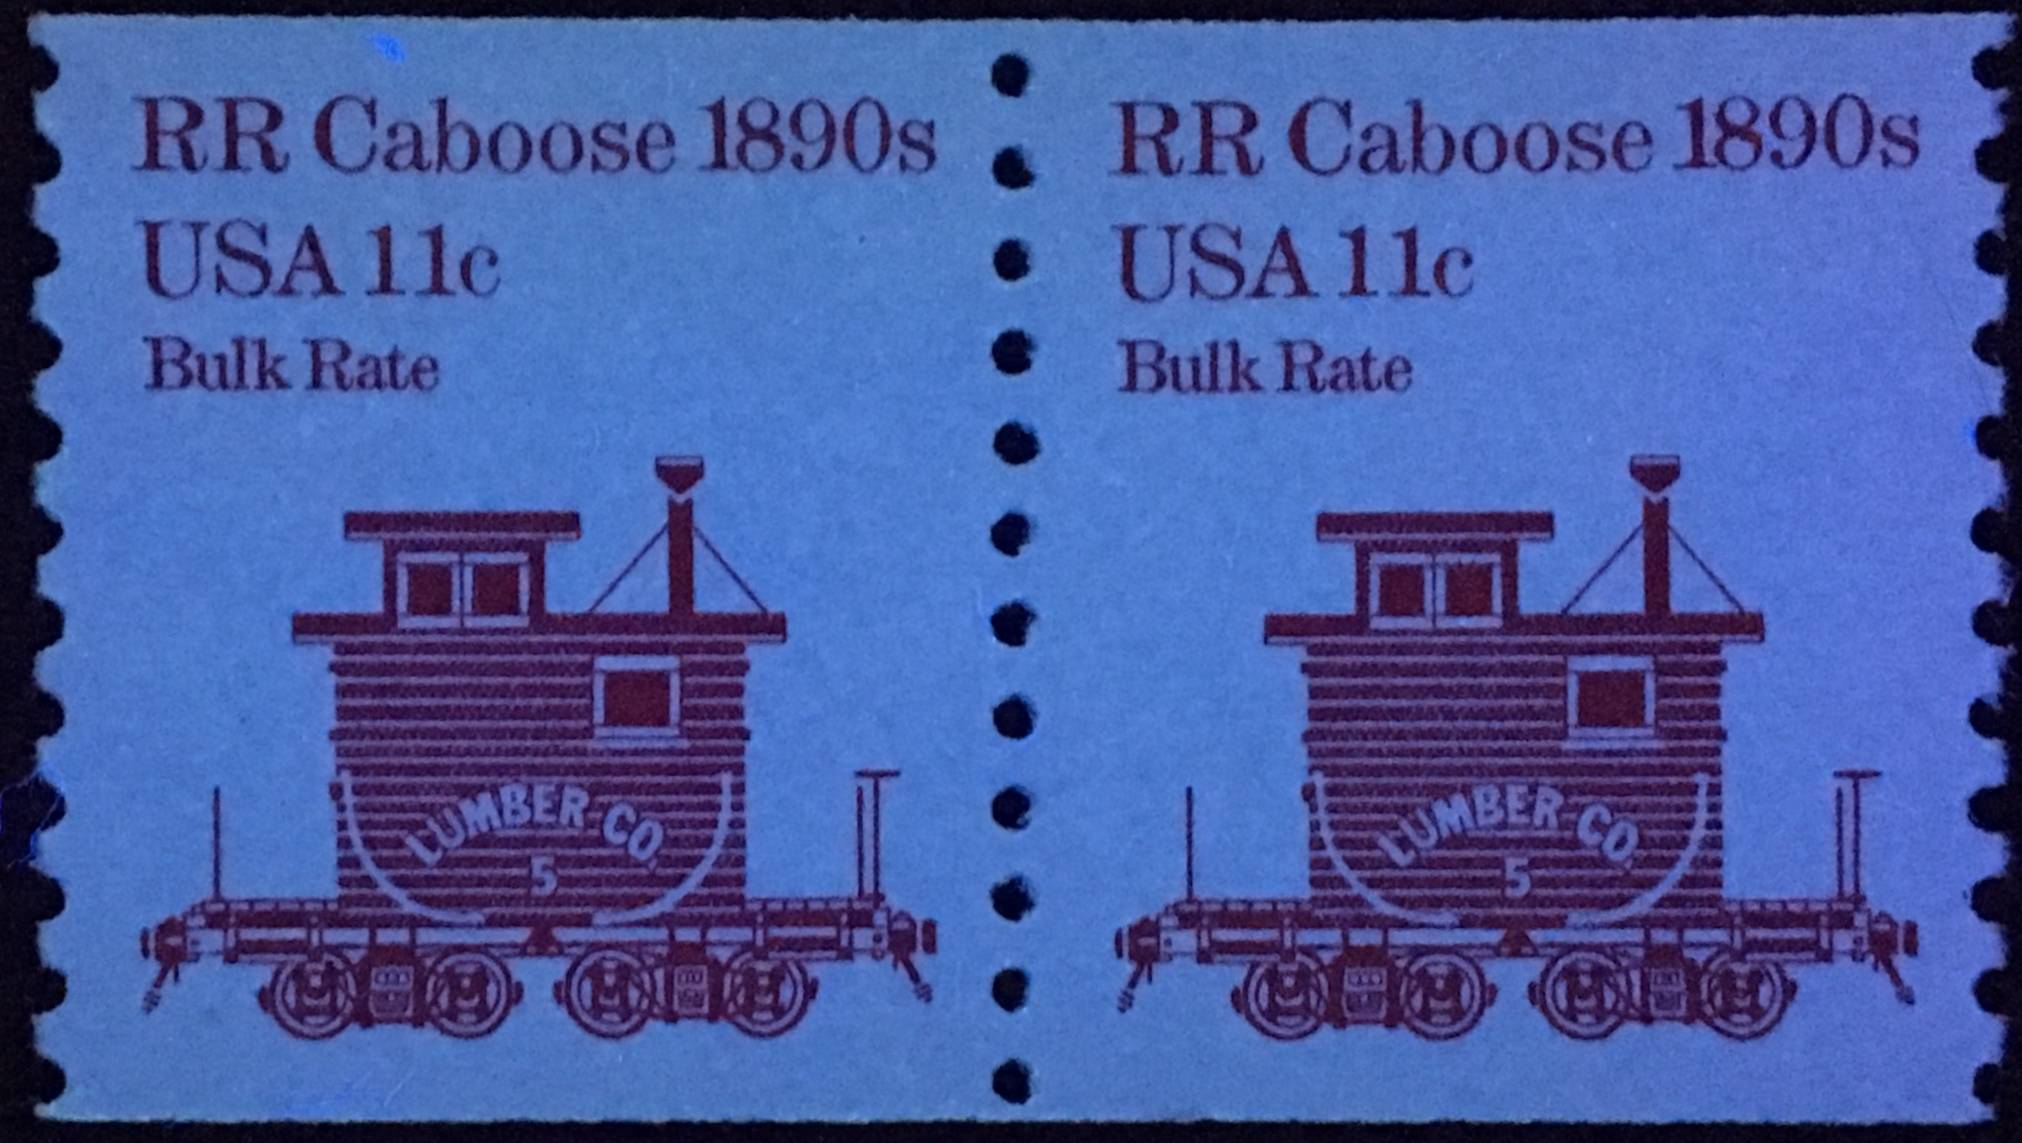 RR Caboose 1890s
USA 11c
Bulk Rate
LUMBER CO.
5
RR Caboose 1890s
USA 11c
Bulk Rate
LUMBER CO.
5